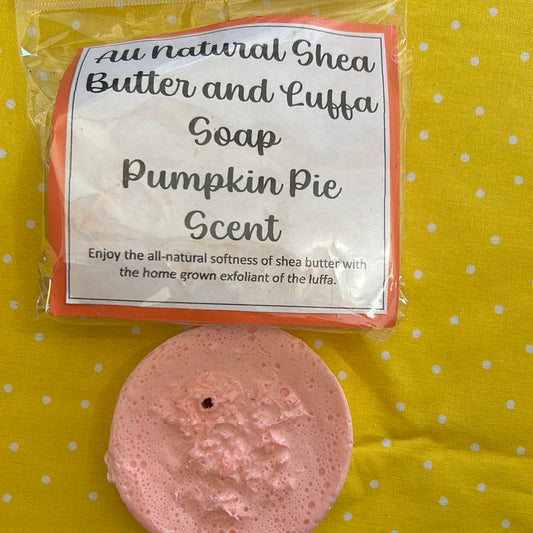 All Natural Shea
Butter and Luffa
Soap
Pumpkin Pie
Scent
Enjoy the all-natural softness of shea butter with
the home grown exfoliant of the luffa.